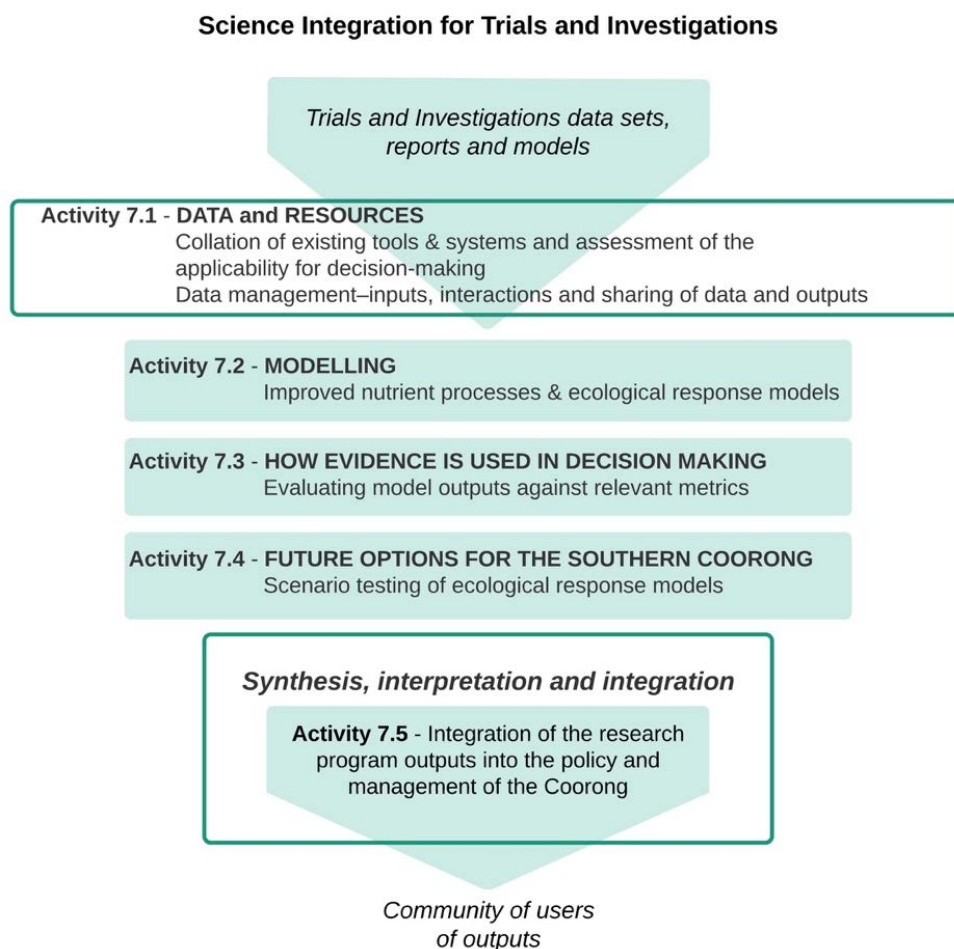 Science Integration for Trials and Investigations
Trials and Investigations data sets,
reports and models
Activity 7.1 - DATA and RESOURCES
Collation of existing tools & systems and assessment of the
applicability for decision-making
Data management–inputs, interactions and sharing of data and outputs
Activity 7.2 - MODELLING
Improved nutrient processes & ecological response models
Activity 7.3 - HOW EVIDENCE IS USED IN DECISION MAKING
Evaluating model outputs against relevant metrics
Activity 7.4 - FUTURE OPTIONS FOR THE SOUTHERN COORONG
Scenario testing of ecological response models
Synthesis, interpretation and integration
Activity 7.5 - Integration of the research
program outputs into the policy and
management of the Coorong
Community of users
of outputs